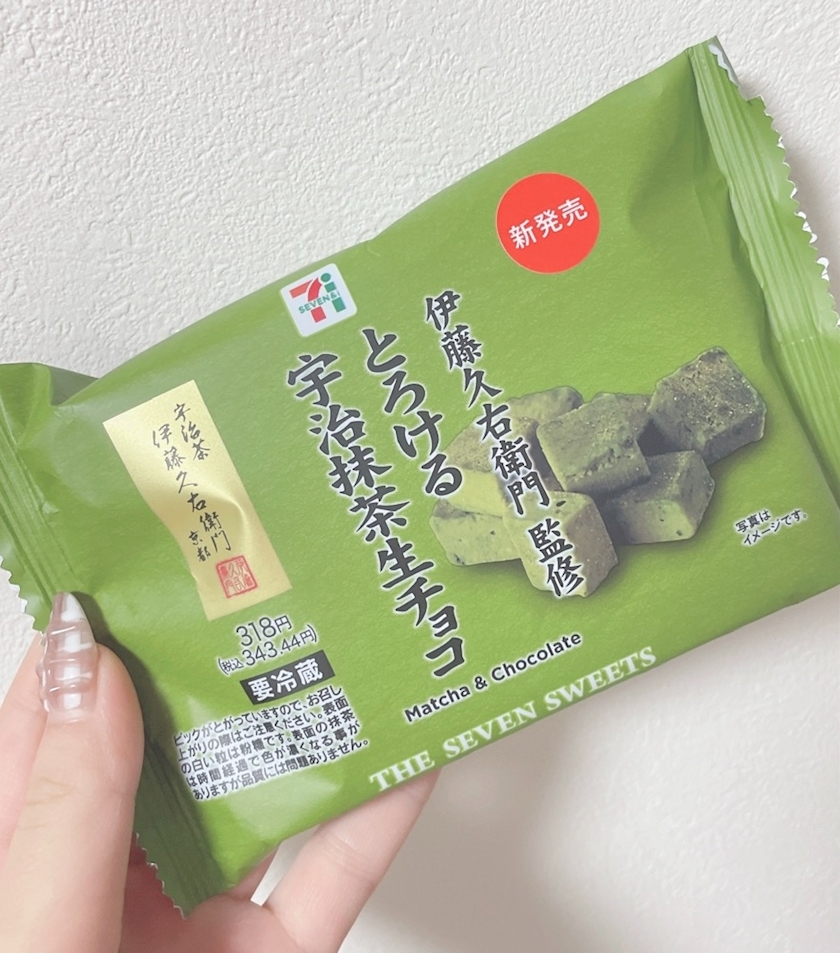 新発売
SEVEN&i
伊藤久右衛門 監修
とろける
宇治抹茶生チョコ
Matcha & Chocolate
THE SEVEN SWEETS
写真は
イメージです。
宇治茶
伊藤久右衛門
京都
318円
(税込343.44円)
要冷蔵
ピックがとがっていますので、お召し
上がりの際はご注意ください。表面
の白い粒は粉糖です。表面の抹茶
は時間経過で色が濃くなる事が
ありますが品質には問題ありません。